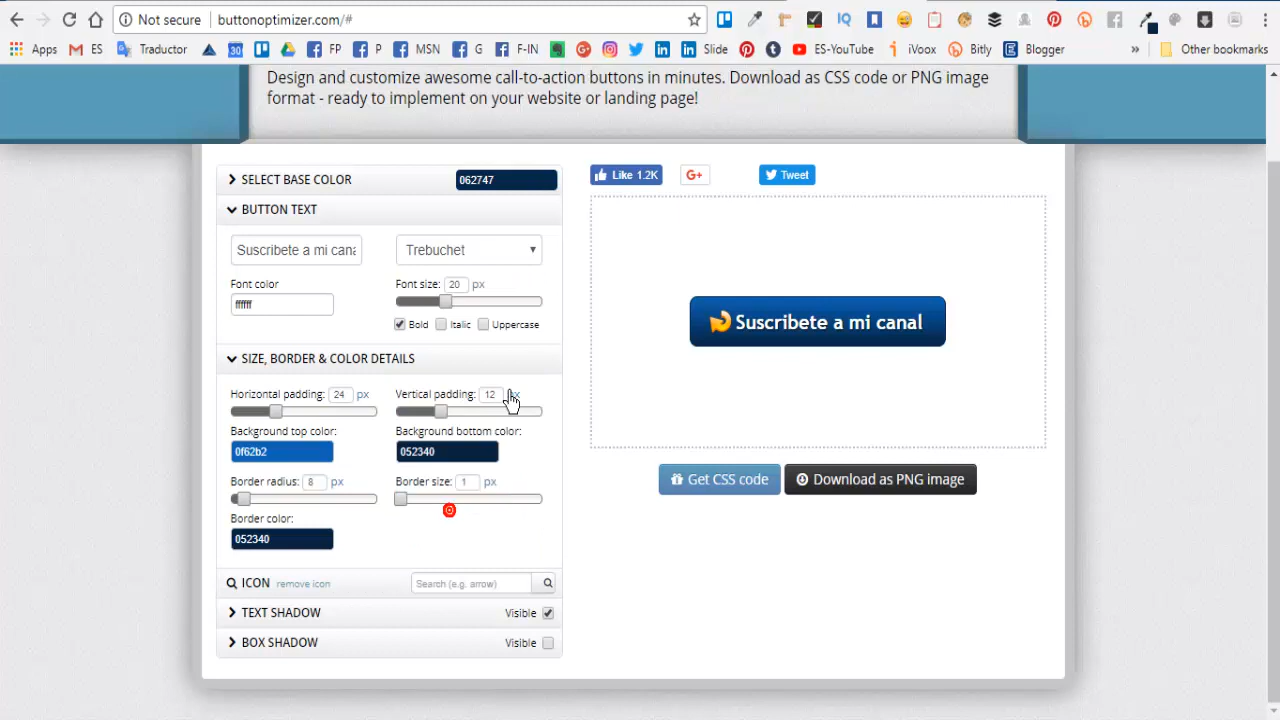 Not secure buttonoptimizer.com/#
Apps ES Traductor FP P MSN G F-IN Slide ES-YouTube iVoox Bitly Blogger » Other bookmarks
Design and customize awesome call-to-action buttons in minutes. Download as CSS code or PNG image
format - ready to implement on your website or landing page!
SELECT BASE COLOR 062747
BUTTON TEXT
Suscribete a mi cana Trebuchet
Font color Font size: 20 px
ffffff
Bold Italic Uppercase
SIZE, BORDER & COLOR DETAILS
Horizontal padding: 24 px Vertical padding: 12 px
Background top color: Background bottom color:
0f62b2 052340
Border radius: 8 px Border size: 1 px
Border color:
052340
ICON remove icon Search (e.g. arrow)
TEXT SHADOW Visible
BOX SHADOW Visible
Like 1.2K G+ Tweet
Suscribete a mi canal
Get CSS code Download as PNG image